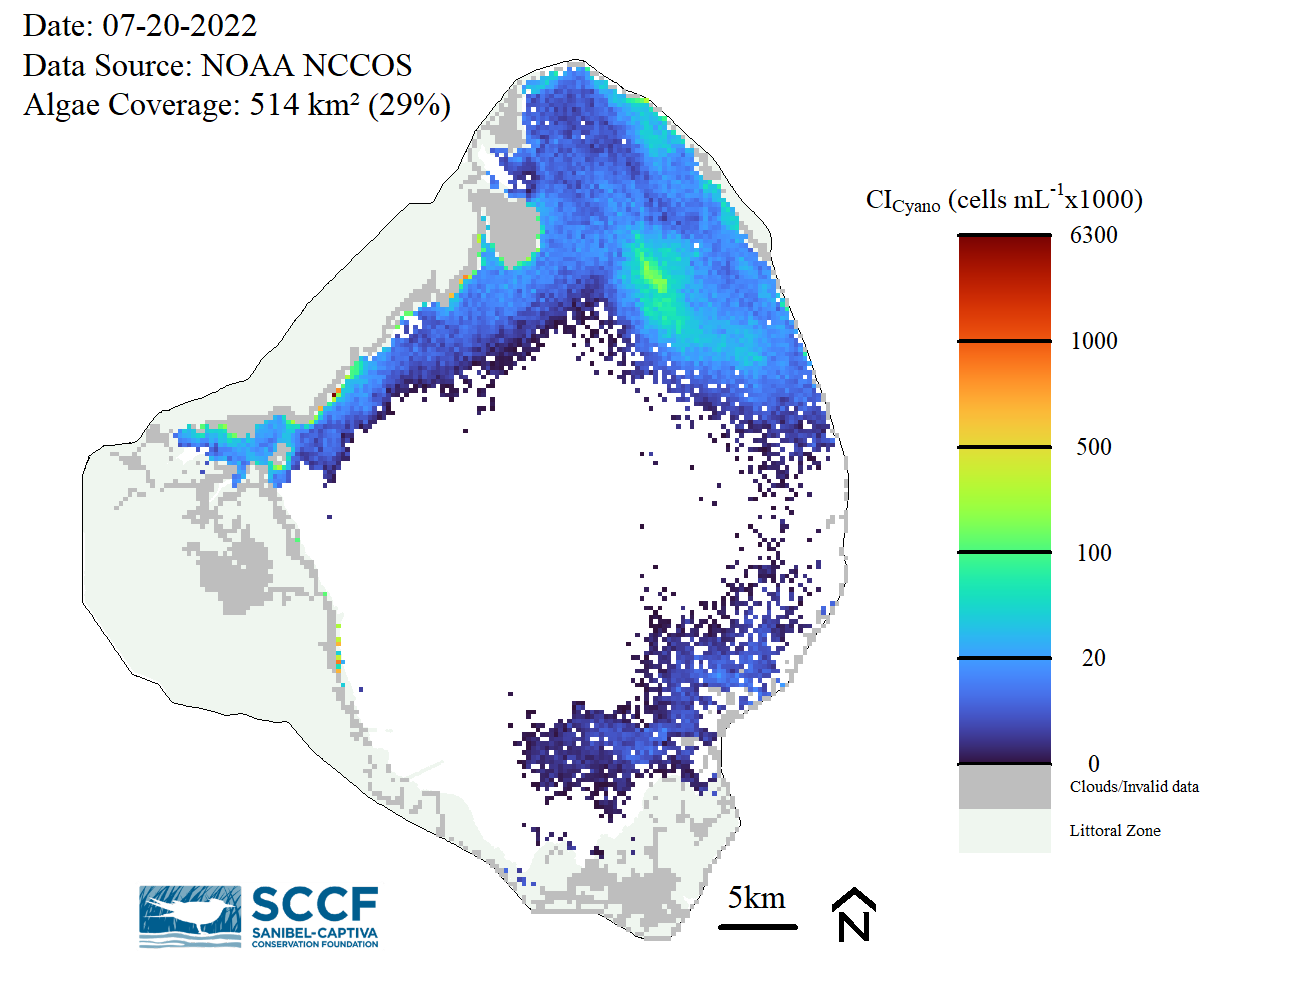 Date: 07-20-2022
Data Source: NOAA NCCOS
Algae Coverage: 514 km² (29%)
CICyano (cells mL-1x1000)
6300
1000
500
100
20
0
Clouds/Invalid data
Littoral Zone
5km
N
SCCF
SANIBEL-CAPTIVA
CONSERVATION FOUNDATION